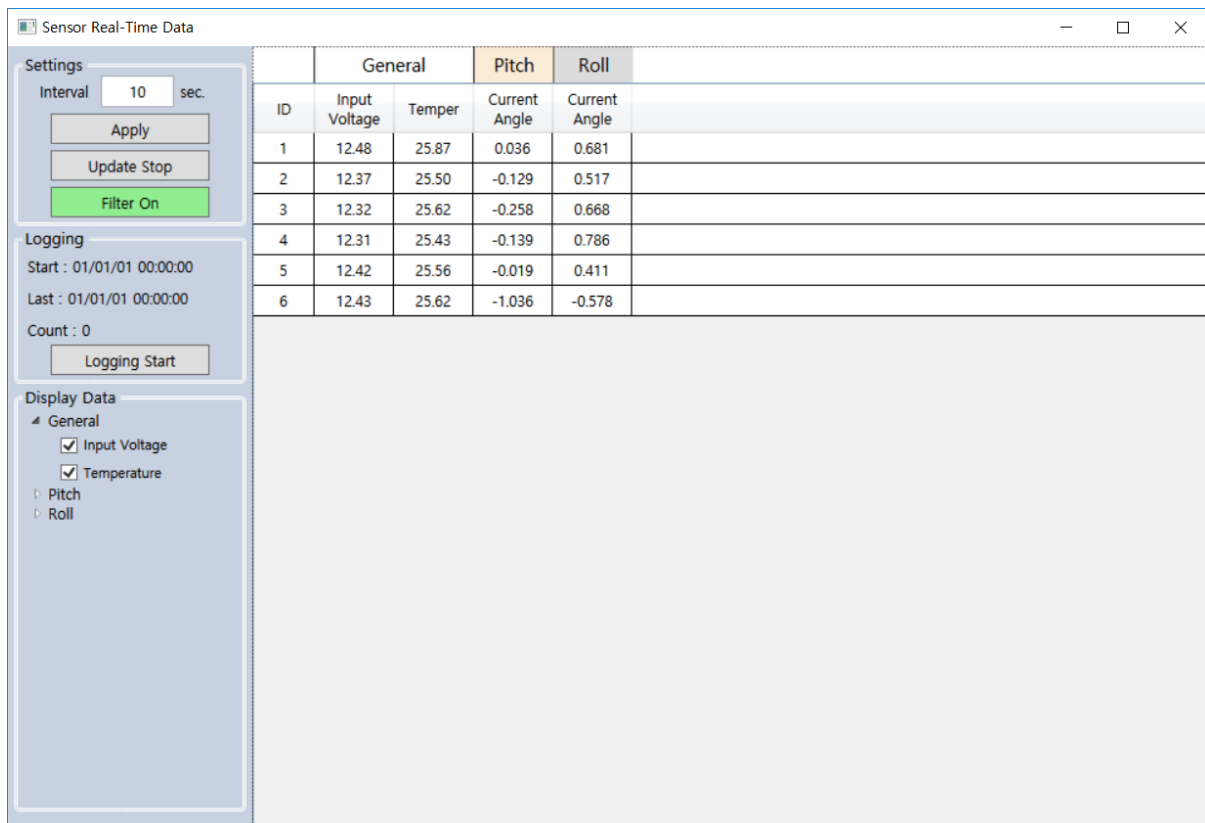 Sensor Real-Time Data
Settings
Interval 10 sec.
Apply
Update Stop
Filter On
Logging
Start : 01/01/01 00:00:00
Last : 01/01/01 00:00:00
Count : 0
Logging Start
Display Data
General
Input Voltage
Temperature
Pitch
Roll
General Pitch Roll
ID Input Voltage Temper Current Angle Current Angle
1 12.48 25.87 0.036 0.681
2 12.37 25.50 -0.129 0.517
3 12.32 25.62 -0.258 0.668
4 12.31 25.43 -0.139 0.786
5 12.42 25.56 -0.019 0.411
6 12.43 25.62 -1.036 -0.578